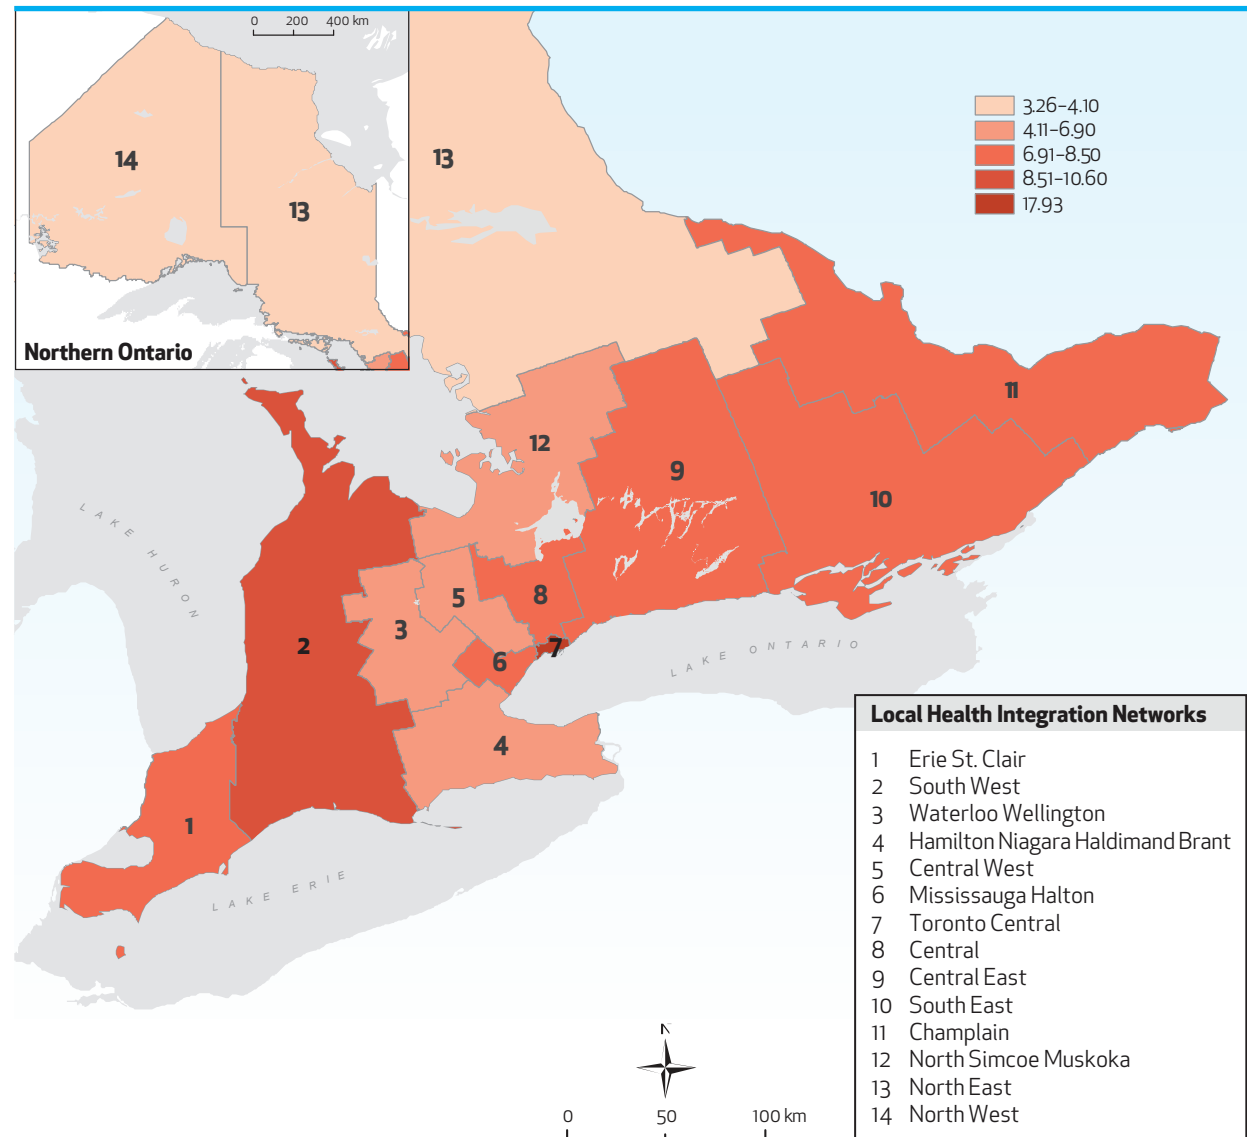 0 200 400 km
14
13
Northern Ontario
13
3.26–4.10
4.11–6.90
6.91–8.50
8.51–10.60
17.93
11
12
9
10
LAKE HURON
5
8
3
2
7
6
LAKE ONTARIO
4
1
LAKE ERIE
Local Health Integration Networks
1 Erie St. Clair
2 South West
3 Waterloo Wellington
4 Hamilton Niagara Haldimand Brant
5 Central West
6 Mississauga Halton
7 Toronto Central
8 Central
9 Central East
10 South East
11 Champlain
12 North Simcoe Muskoka
13 North East
14 North West
N
0 50 100 km